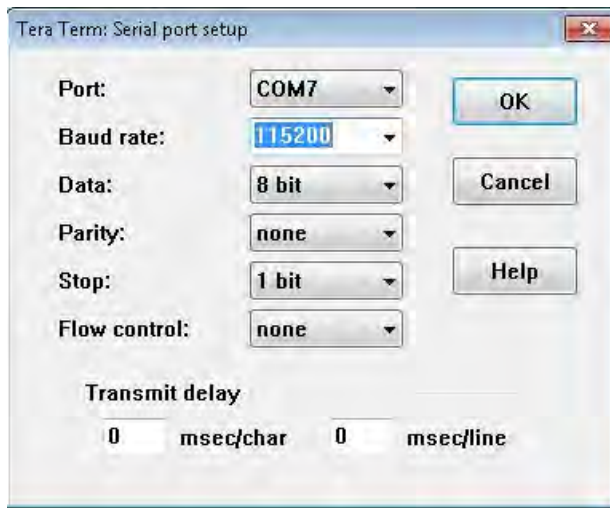 Tera Term: Serial port setup
Port: COM7
OK
Baud rate: 115200
Data: 8 bit
Cancel
Parity: none
Stop: 1 bit
Help
Flow control: none
Transmit delay
0 msec/char 0 msec/line